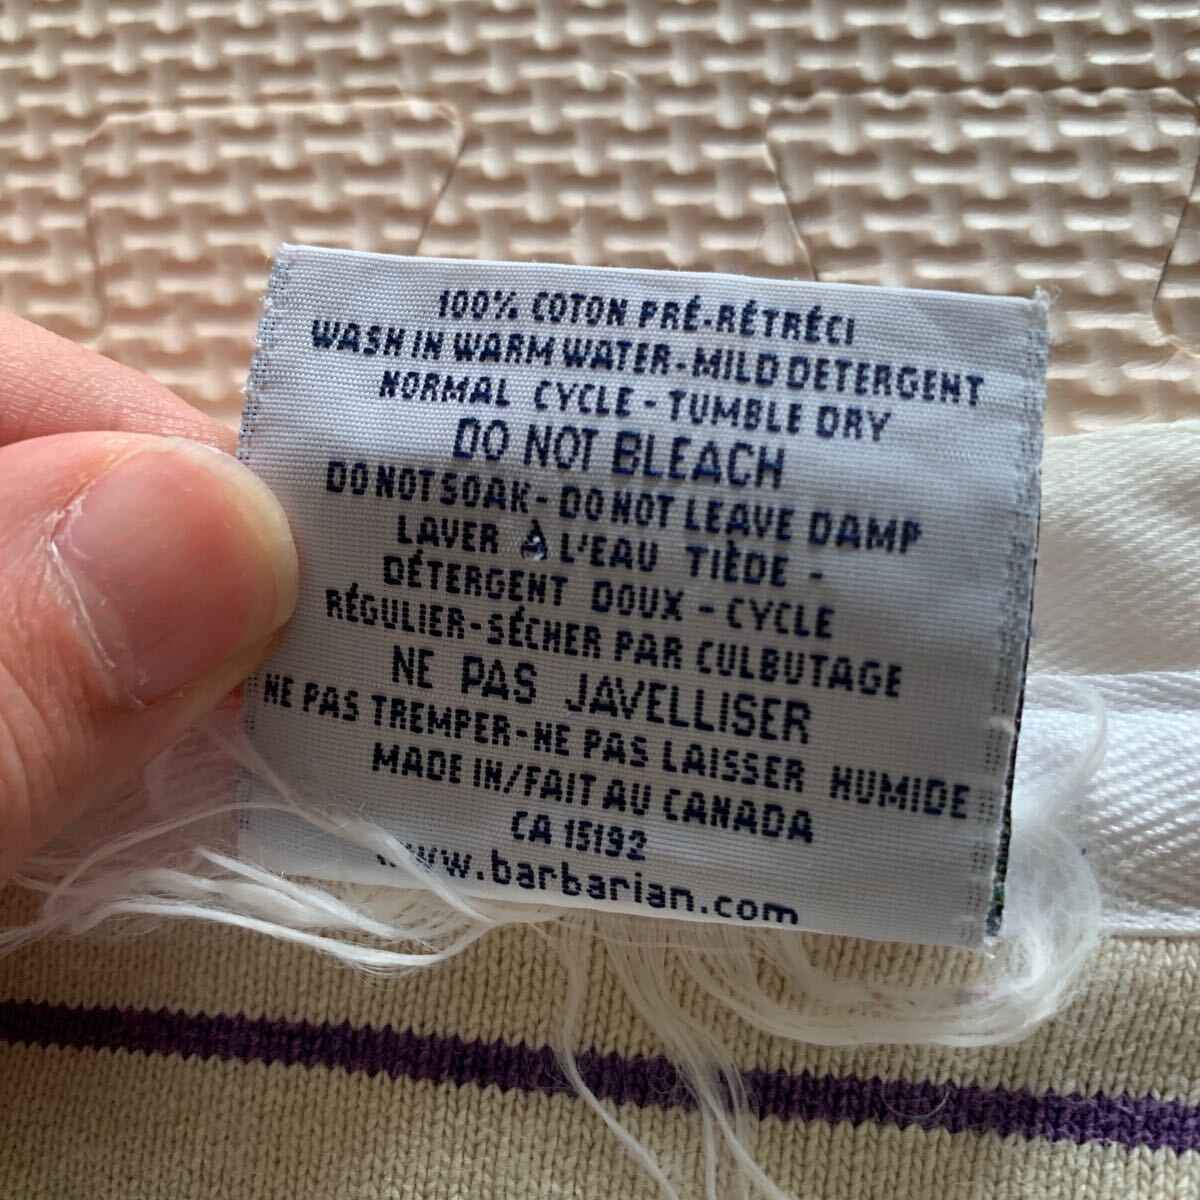 100% COTON PRÉ-RÉTRÉCI
WASH IN WARM WATER-MILD DETERGENT
NORMAL CYCLE - TUMBLE DRY
DO NOT BLEACH
DO NOT SOAK - DO NOT LEAVE DAMP
LAVER À L'EAU TIÈDE -
DÉTERGENT DOUX - CYCLE
RÉGULIER-SÉCHER PAR CULBUTAGE
NE PAS JAVELLISER
NE PAS TREMPER-NE PAS LAISSER HUMIDE
MADE IN/FAIT AU CANADA
CA 15192
www.barbarian.com